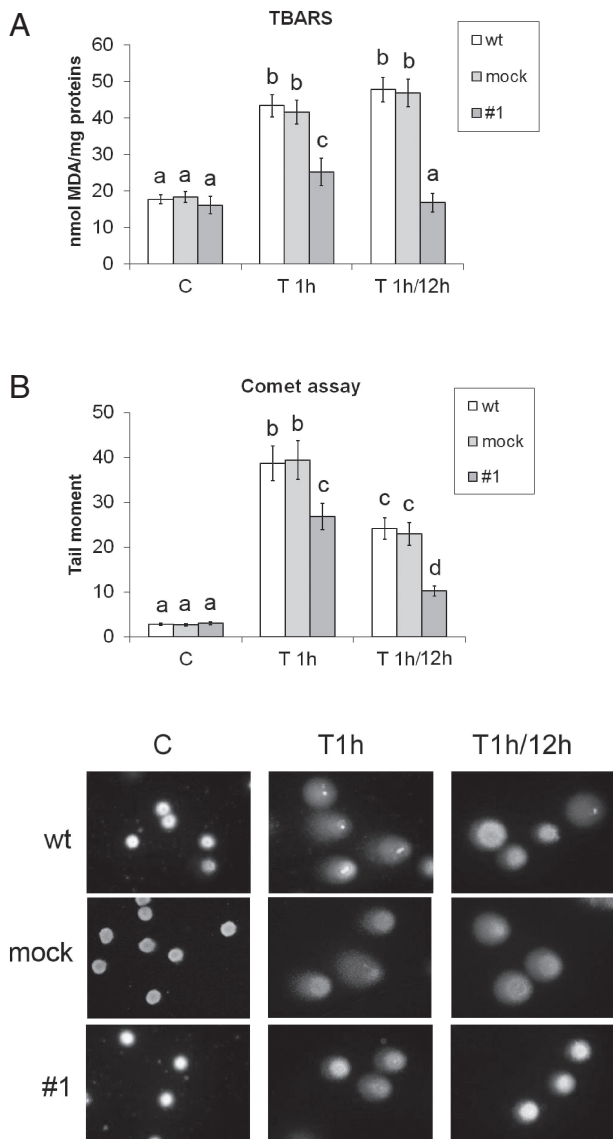 A
TBARS
nmol MDA/mg proteins
60
50
40
30
20
10
0
a a a
b b c
b b a
C T 1h T 1h/12h
wt
mock
#1
B
Comet assay
Tail moment
50
40
30
20
10
0
a a a
b b c
c c d
C T 1h T 1h/12h
wt
mock
#1
C T1h T1h/12h
wt
mock
#1